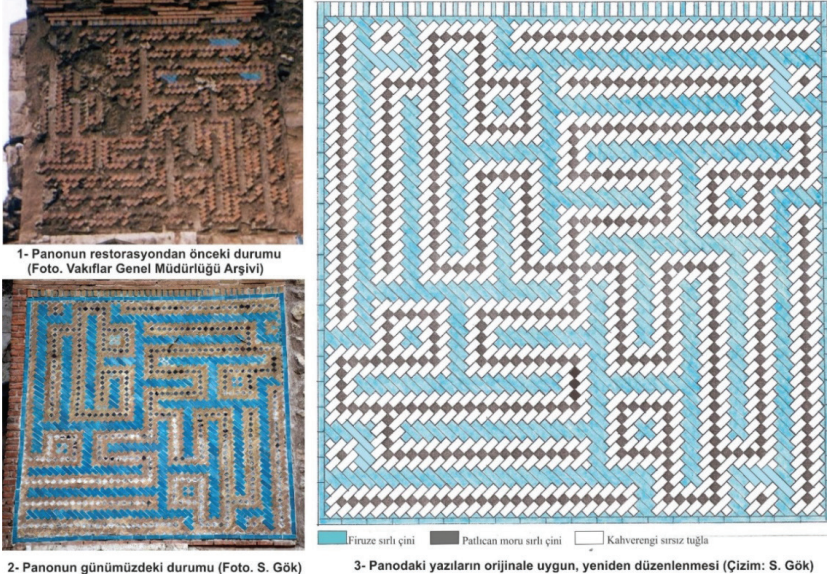 1- Panonun restorasyondan önceki durumu
(Foto. Vakıflar Genel Müdürlüğü Arşivi)
2- Panonun günümüzdeki durumu (Foto. S. Gök)
Firuze sırlı çini
Patlıcan moru sırlı çini
Kahverengi sırsız tuğla
3- Panodaki yazıların orijinale uygun, yeniden düzenlenmesi (Çizim: S. Gök)